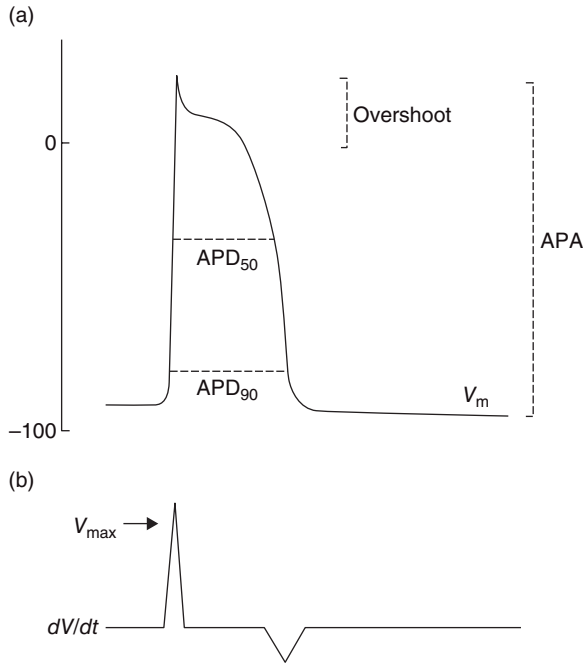 (a)
Overshoot
0
APA
APD50
APD90
Vm
–100
(b)
Vmax
dV/dt